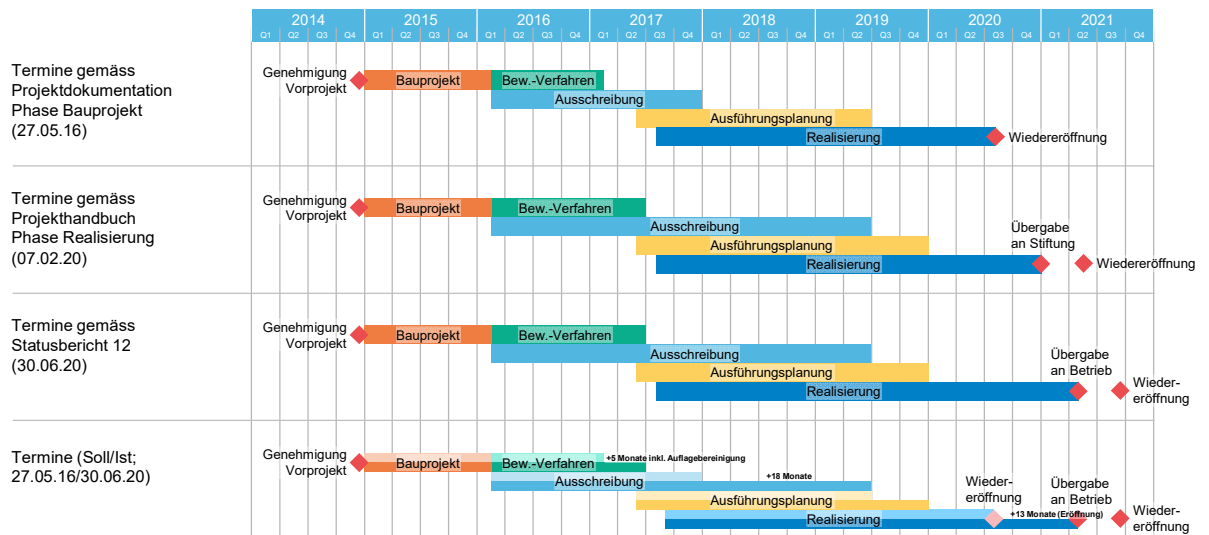 2014 2015 2016 2017 2018 2019 2020 2021
Q1 Q2 Q3 Q4 Q1 Q2 Q3 Q4 Q1 Q2 Q3 Q4 Q1 Q2 Q3 Q4 Q1 Q2 Q3 Q4 Q1 Q2 Q3 Q4 Q1 Q2 Q3 Q4 Q1 Q2 Q3 Q4
Termine gemäss
Projektdokumentation
Phase Bauprojekt
(27.05.16)
Genehmigung
Vorprojekt
Bauprojekt
Bew.-Verfahren
Ausschreibung
Ausführungsplanung
Realisierung
Wiedereröffnung
Termine gemäss
Projekthandbuch
Phase Realisierung
(07.02.20)
Genehmigung
Vorprojekt
Bauprojekt
Bew.-Verfahren
Ausschreibung
Ausführungsplanung
Realisierung
Übergabe
an Stiftung
Wiedereröffnung
Termine gemäss
Statusbericht 12
(30.06.20)
Genehmigung
Vorprojekt
Bauprojekt
Bew.-Verfahren
Ausschreibung
Ausführungsplanung
Realisierung
Übergabe
an Betrieb
Wieder-
eröffnung
Termine (Soll/Ist;
27.05.16/30.06.20)
Genehmigung
Vorprojekt
Bauprojekt
Bew.-Verfahren
+5 Monate inkl. Auflagebereinigung
Ausschreibung
+18 Monate
Ausführungsplanung
Realisierung
Wieder-
eröffnung
+13 Monate (Eröffnung)
Übergabe
an Betrieb
Wieder-
eröffnung